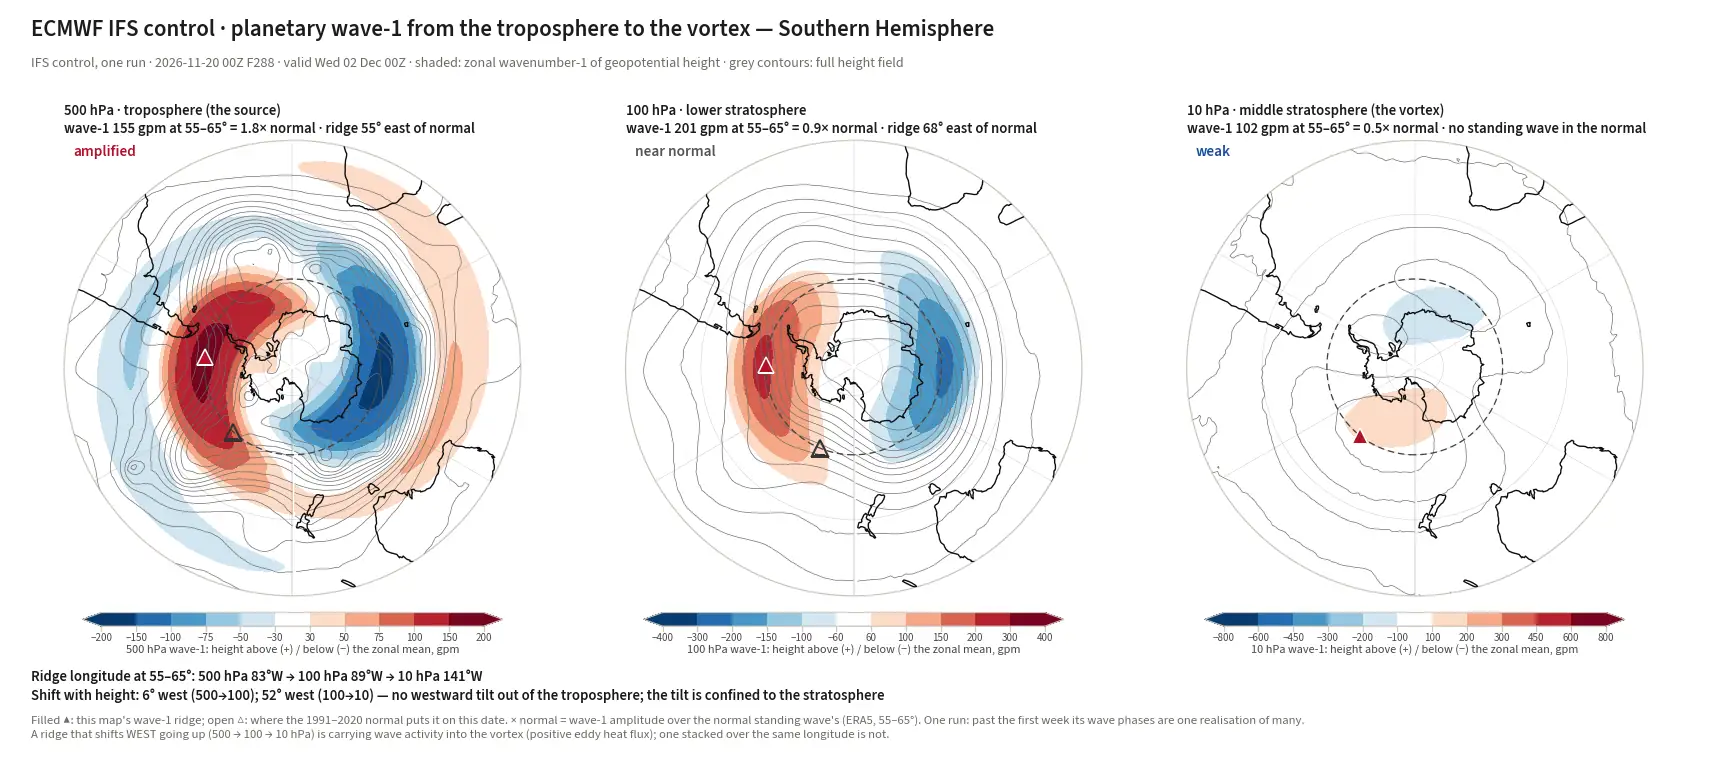 ECMWF IFS control · planetary wave-1 from the troposphere to the vortex — Southern Hemisphere
IFS control, one run · 2026-11-20 00Z F288 · valid Wed 02 Dec 00Z · shaded: zonal wavenumber-1 of geopotential height · grey contours: full height field
500 hPa · troposphere (the source)
wave-1 155 gpm at 55–65° = 1.8× normal · ridge 55° east of normal
amplified
100 hPa · lower stratosphere
wave-1 201 gpm at 55–65° = 0.9× normal · ridge 68° east of normal
near normal
10 hPa · middle stratosphere (the vortex)
wave-1 102 gpm at 55–65° = 0.5× normal · no standing wave in the normal
weak
−200 −150 −100 −75 −50 −30 30 50 75 100 150 200
500 hPa wave-1: height above (+) / below (−) the zonal mean, gpm
−400 −300 −200 −150 −100 −60 60 100 150 200 300 400
100 hPa wave-1: height above (+) / below (−) the zonal mean, gpm
−800 −600 −450 −300 −200 −100 100 200 300 450 600 800
10 hPa wave-1: height above (+) / below (−) the zonal mean, gpm
Ridge longitude at 55–65°: 500 hPa 83°W → 100 hPa 89°W → 10 hPa 141°W
Shift with height: 6° west (500→100); 52° west (100→10) — no westward tilt out of the troposphere; the tilt is confined to the stratosphere
Filled ▲: this map's wave-1 ridge; open △: where the 1991–2020 normal puts it on this date. × normal = wave-1 amplitude over the normal standing wave's (ERA5, 55–65°). One run: past the first week its wave phases are one realisation of many.
A ridge that shifts WEST going up (500 → 100 → 10 hPa) is carrying wave activity into the vortex (positive eddy heat flux); one stacked over the same longitude is not.